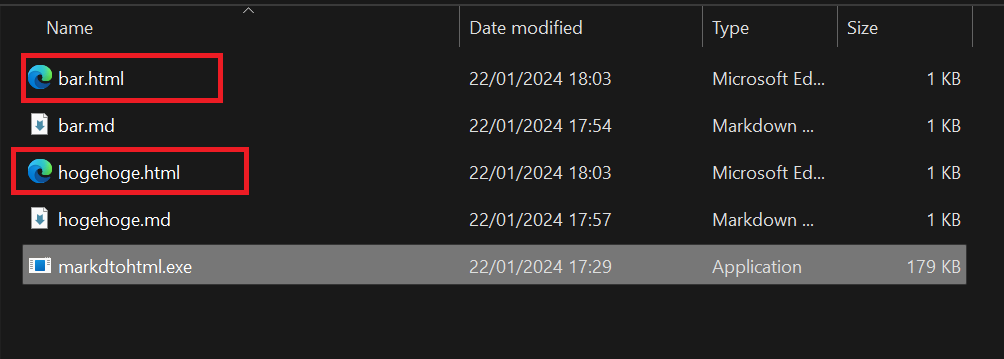 Name Date modified Type Size
bar.html 22/01/2024 18:03 Microsoft Ed... 1 KB
bar.md 22/01/2024 17:54 Markdown ... 1 KB
hogehoge.html 22/01/2024 18:03 Microsoft Ed... 1 KB
hogehoge.md 22/01/2024 17:57 Markdown ... 1 KB
markdtohtml.exe 22/01/2024 17:29 Application 179 KB